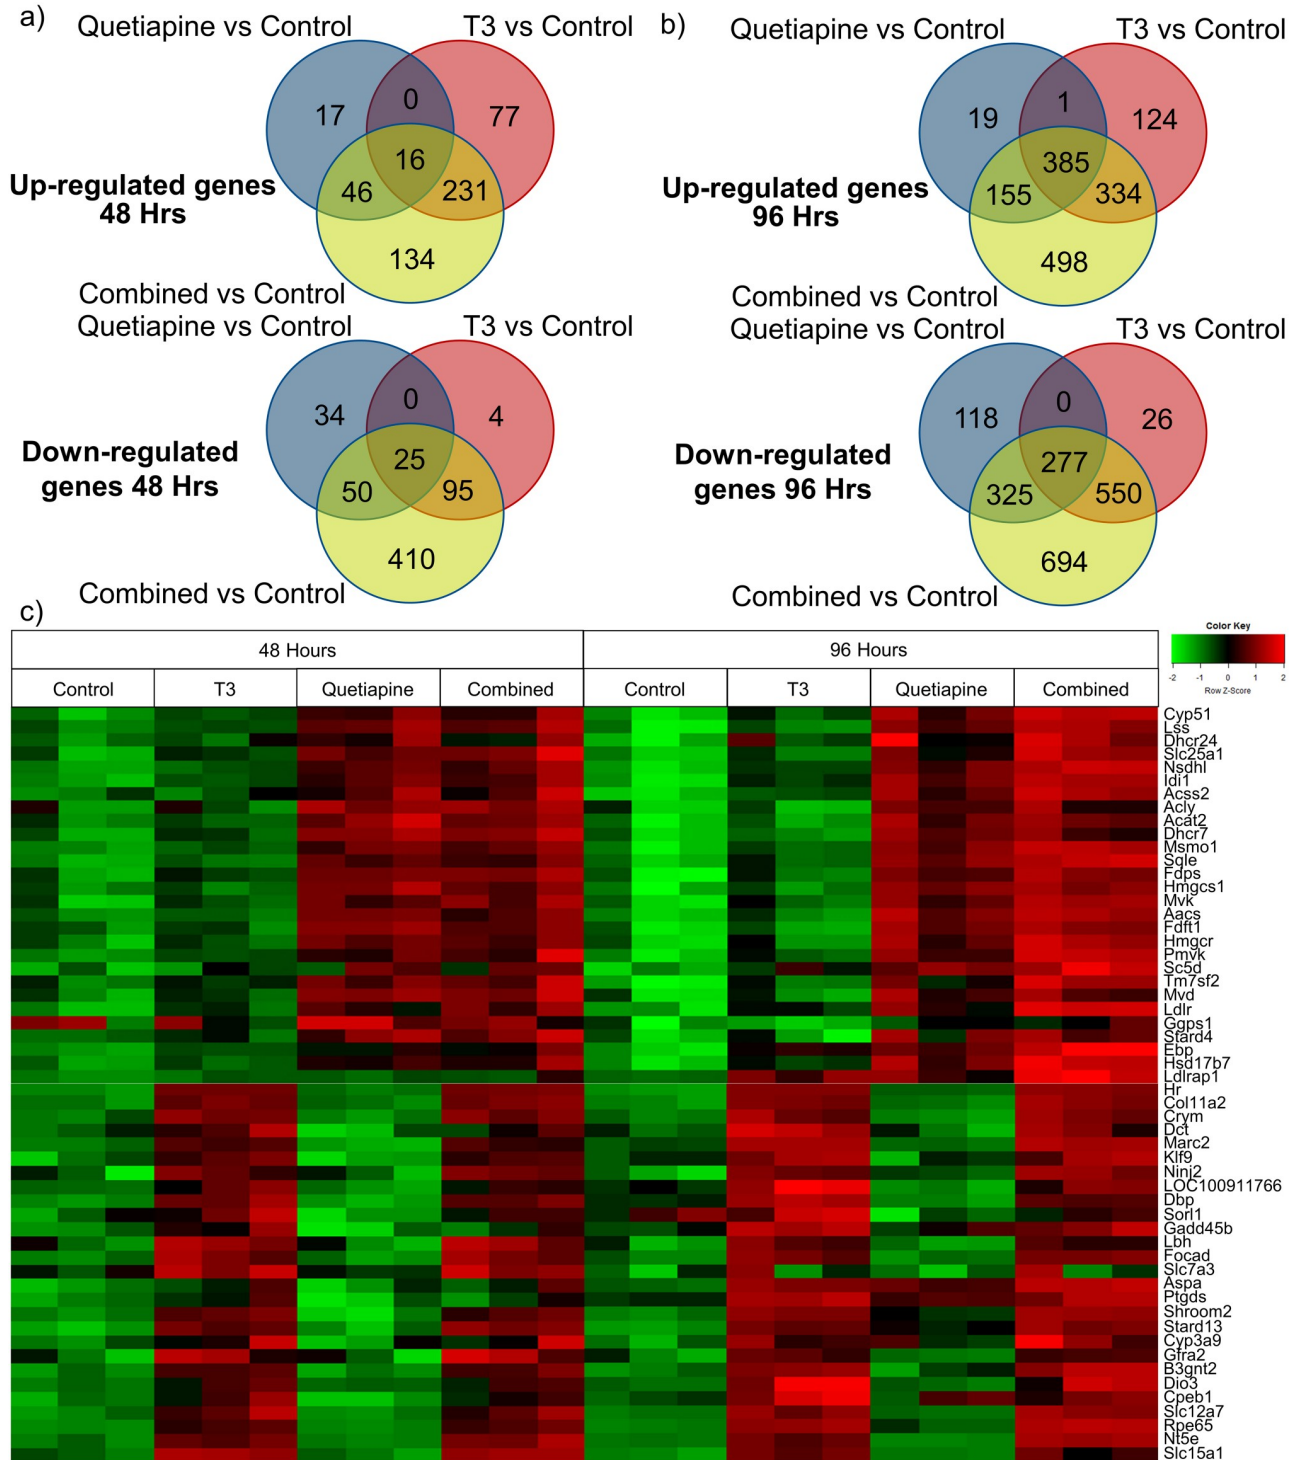 a)
Quetiapine vs Control
T3 vs Control
17
0
77
16
46
231
134
Up-regulated genes
48 Hrs
Combined vs Control
Quetiapine vs Control
T3 vs Control
34
0
4
25
50
95
410
Down-regulated
genes 48 Hrs
Combined vs Control
b)
Quetiapine vs Control
T3 vs Control
19
1
124
385
155
334
498
Up-regulated genes
96 Hrs
Combined vs Control
Quetiapine vs Control
T3 vs Control
118
0
26
277
325
550
694
Down-regulated
genes 96 Hrs
Combined vs Control
c)
48 Hours
96 Hours
Control
T3
Quetiapine
Combined
Control
T3
Quetiapine
Combined
Color Key
-2 -1 0 1 2
Row Z-Score
Cyp51
Lss
Dhcr24
Slc25a1
Nsdhl
Idi1
Acss2
Acly
Acat2
Dhcr7
Msmo1
Sqle
Fdps
Hmgcs1
Mvk
Aacs
Fdft1
Hmgcr
Pmvk
Sc5d
Tm7sf2
Mvd
Ldlr
Ggps1
Stard4
Ebp
Hsd17b7
Ldlrap1
Hr
Col11a2
Crym
Dct
Marc2
Klf9
Ninj2
LOC100911766
Dbp
Sorl1
Gadd45b
Lbh
Focad
Slc7a3
Aspa
Ptgds
Shroom2
Stard13
Cyp3a9
Gfra2
B3gnt2
Dio3
Cpeb1
Slc12a7
Rpe65
Nt5e
Slc15a1